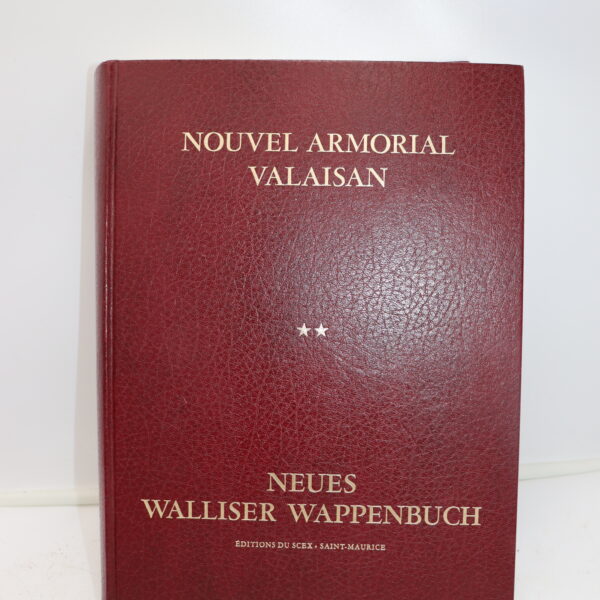 NOUVEL ARMORIAL
VALAISAN
★★
NEUES
WALLISER WAPPENBUCH
ÉDITIONS DU SCEX • SAINT-MAURICE